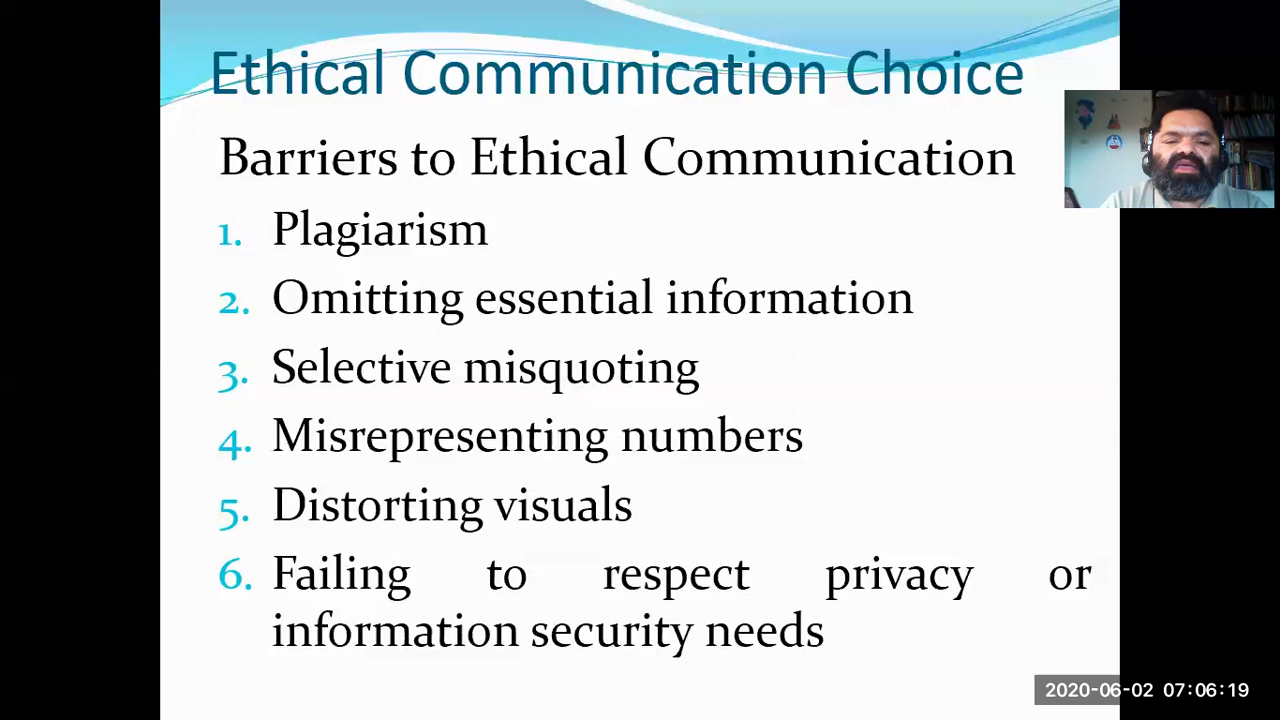 Ethical Communication Choice
Barriers to Ethical Communication
1. Plagiarism
2. Omitting essential information
3. Selective misquoting
4. Misrepresenting numbers
5. Distorting visuals
6. Failing to respect privacy or
information security needs
2020-06-02 07:06:19